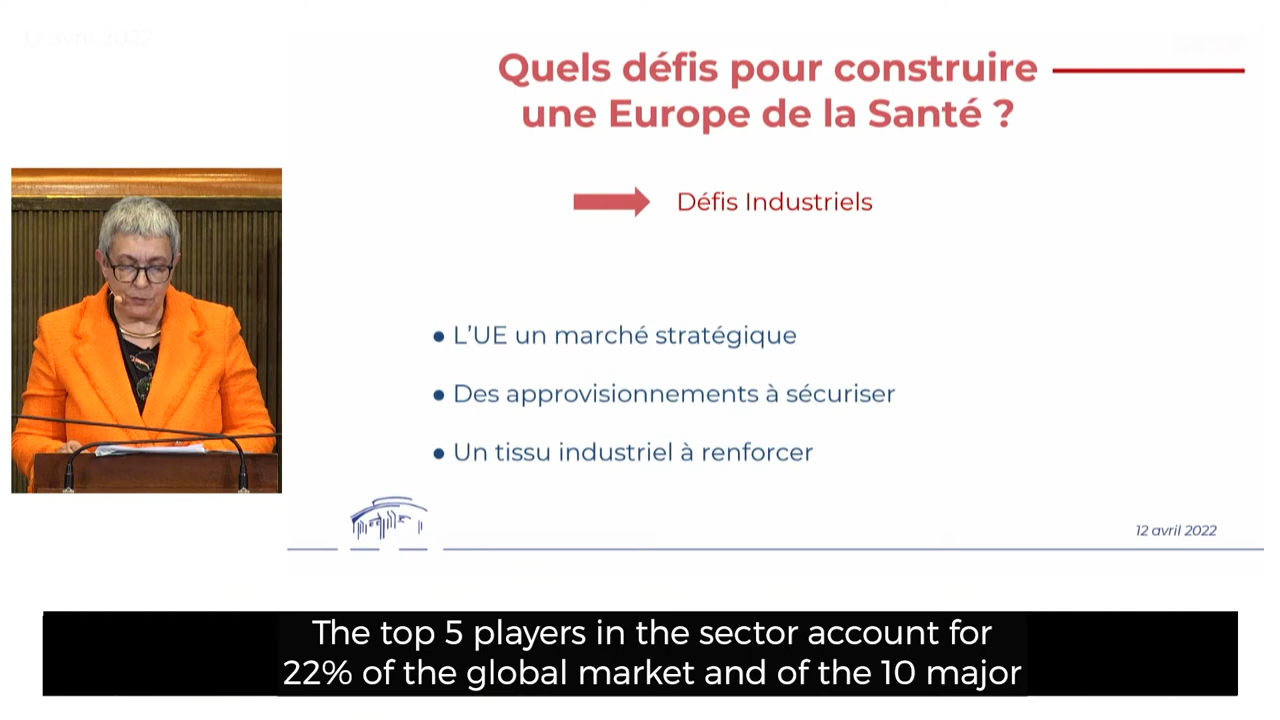 Quels défis pour construire
une Europe de la Santé ?
Défis Industriels
● L'UE un marché stratégique
● Des approvisionnements à sécuriser
● Un tissu industriel à renforcer
12 avril 2022
The top 5 players in the sector account for
22% of the global market and of the 10 major